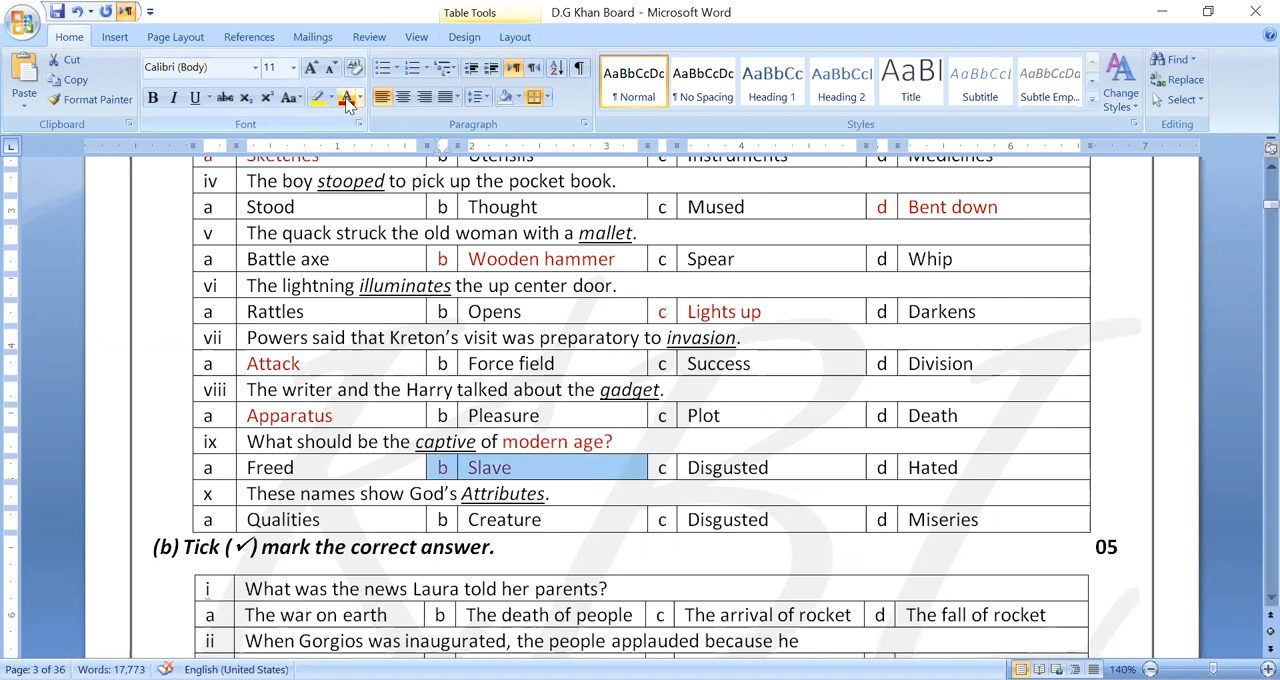 D.G Khan Board - Microsoft Word
Table Tools
Home Insert Page Layout References Mailings Review View Design Layout
Paste Cut Copy Format Painter Clipboard
Calibri (Body) 11 Font
Paragraph
AaBbCcDc AaBbCcDc AaBbCc AaBbCc AaBbl AaBbCcL AaBbCcDc
¶ Normal ¶ No Spacing Heading 1 Heading 2 Title Subtitle Subtle Emp...
Change Styles Styles
Find Replace Select Editing
a Sketches b Utensils c Instruments d Medicines
iv The boy stooped to pick up the pocket book.
a Stood b Thought c Mused d Bent down
v The quack struck the old woman with a mallet.
a Battle axe b Wooden hammer c Spear d Whip
vi The lightning illuminates the up center door.
a Rattles b Opens c Lights up d Darkens
vii Powers said that Kreton’s visit was preparatory to invasion.
a Attack b Force field c Success d Division
viii The writer and the Harry talked about the gadget.
a Apparatus b Pleasure c Plot d Death
ix What should be the captive of modern age?
a Freed b Slave c Disgusted d Hated
x These names show God’s Attributes.
a Qualities b Creature c Disgusted d Miseries
(b) Tick (✓) mark the correct answer. 05
i What was the news Laura told her parents?
a The war on earth b The death of people c The arrival of rocket d The fall of rocket
ii When Gorgios was inaugurated, the people applauded because he
Page: 3 of 36 Words: 17,773 English (United States) 140%